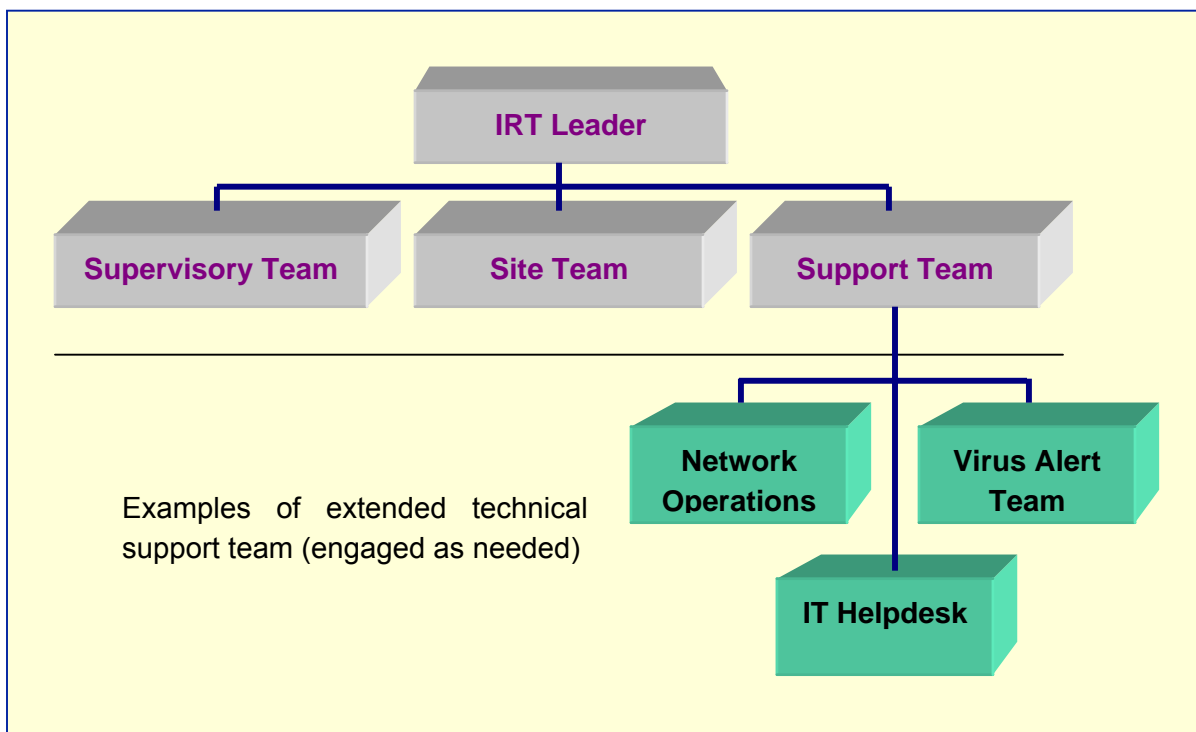 IRT Leader
Supervisory Team
Site Team
Support Team
Network
Operations
Virus Alert
Team
Examples of extended technical
support team (engaged as needed)
IT Helpdesk